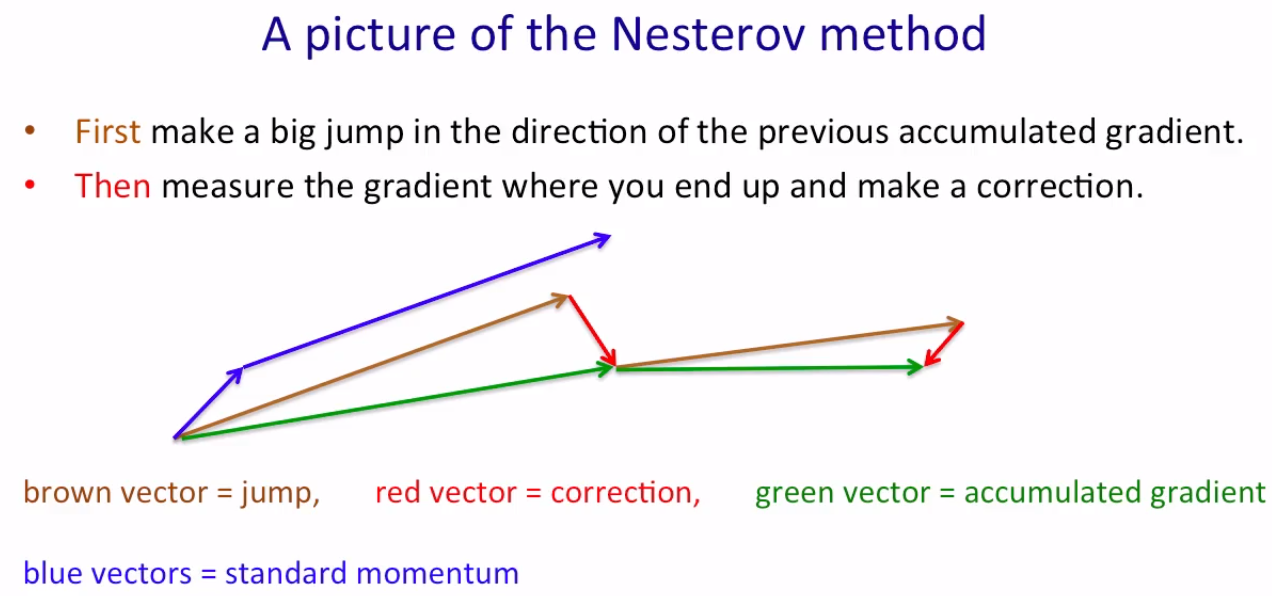 A picture of the Nesterov method
• First make a big jump in the direction of the previous accumulated gradient.
• Then measure the gradient where you end up and make a correction.
brown vector = jump, red vector = correction, green vector = accumulated gradient
blue vectors = standard momentum